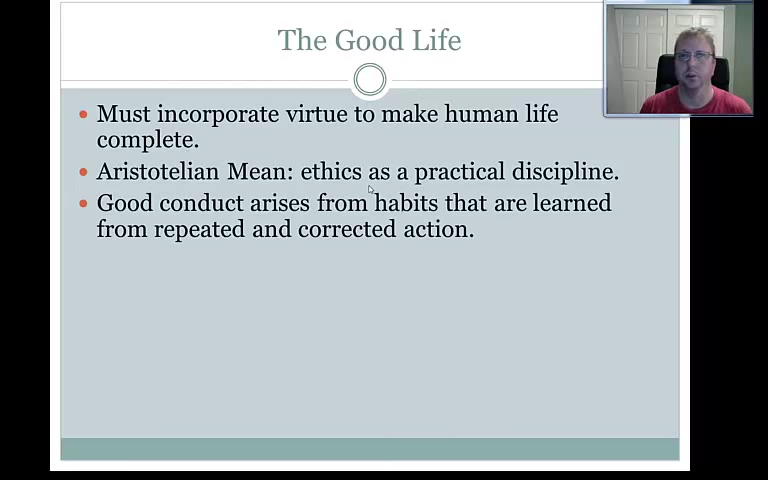 The Good Life
Must incorporate virtue to make human life
complete.
Aristotelian Mean: ethics as a practical discipline.
Good conduct arises from habits that are learned
from repeated and corrected action.